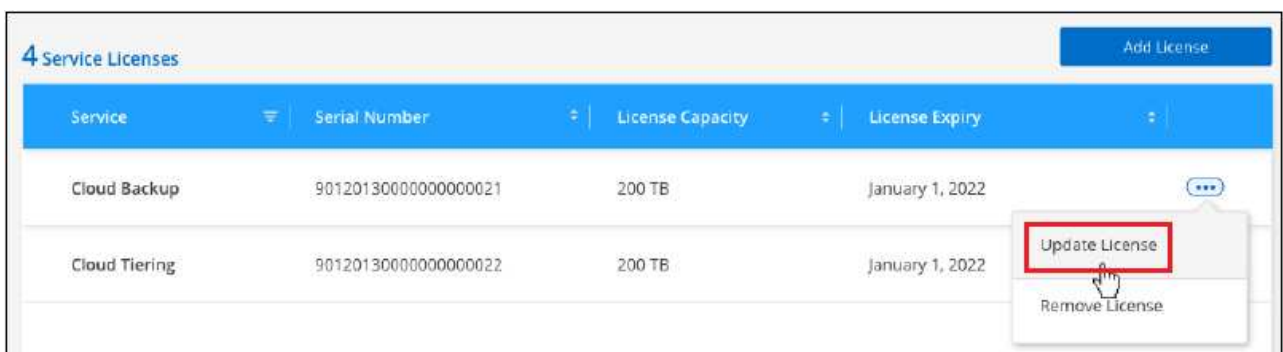 4 Service Licenses
Add License
Service Serial Number License Capacity License Expiry
Cloud Backup 90120130000000000021 200 TB January 1, 2022
Update License
Cloud Tiering 90120130000000000022 200 TB January 1, 2022
Remove License